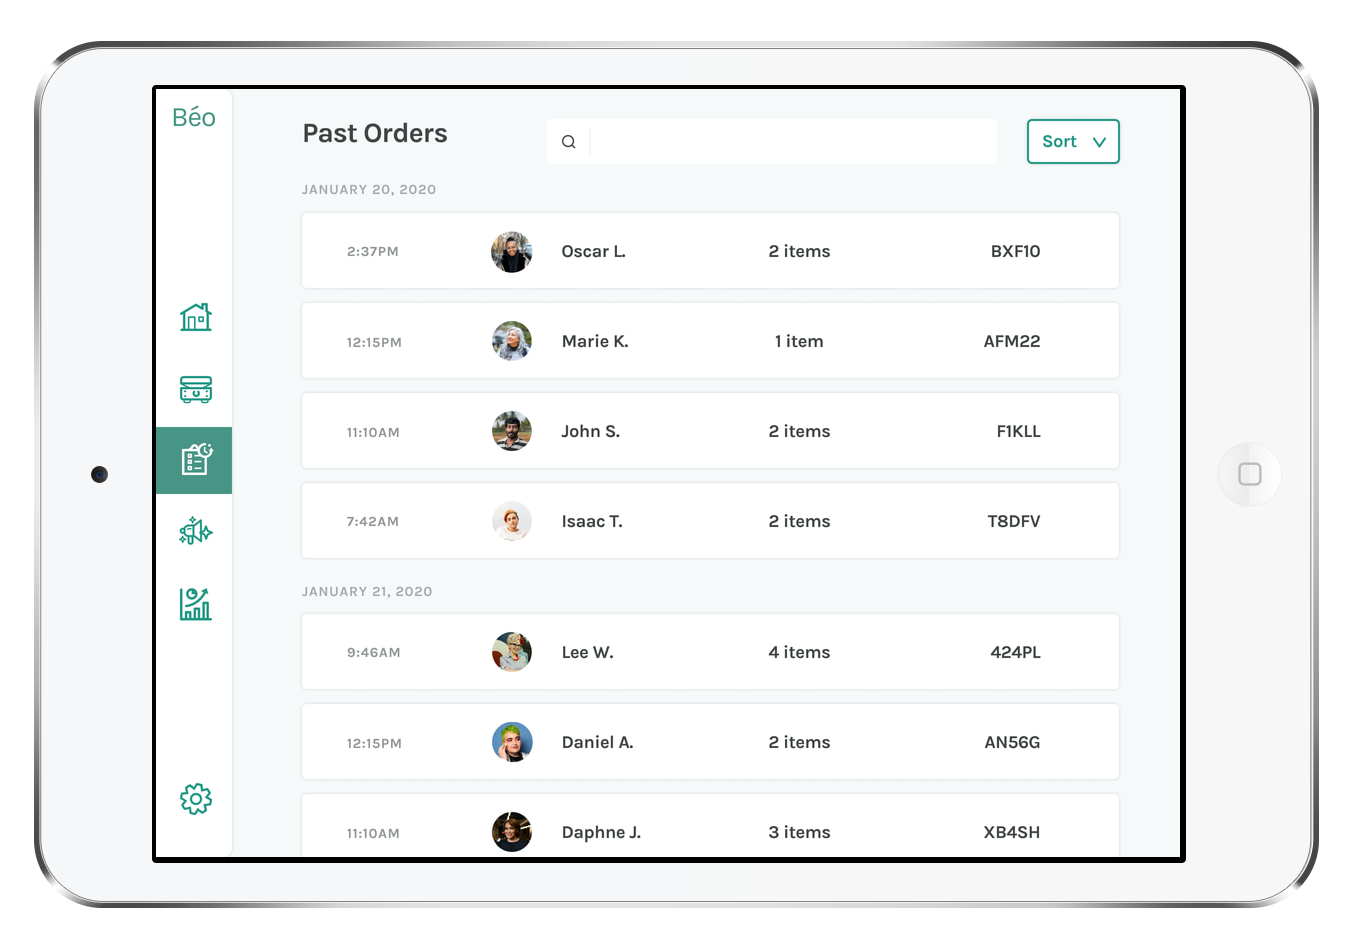 Béo
Past Orders
Sort
JANUARY 20, 2020
2:37PM Oscar L. 2 items BXF10
12:15PM Marie K. 1 item AFM22
11:10AM John S. 2 items F1KLL
7:42AM Isaac T. 2 items T8DFV
JANUARY 21, 2020
9:46AM Lee W. 4 items 424PL
12:15PM Daniel A. 2 items AN56G
11:10AM Daphne J. 3 items XB4SH